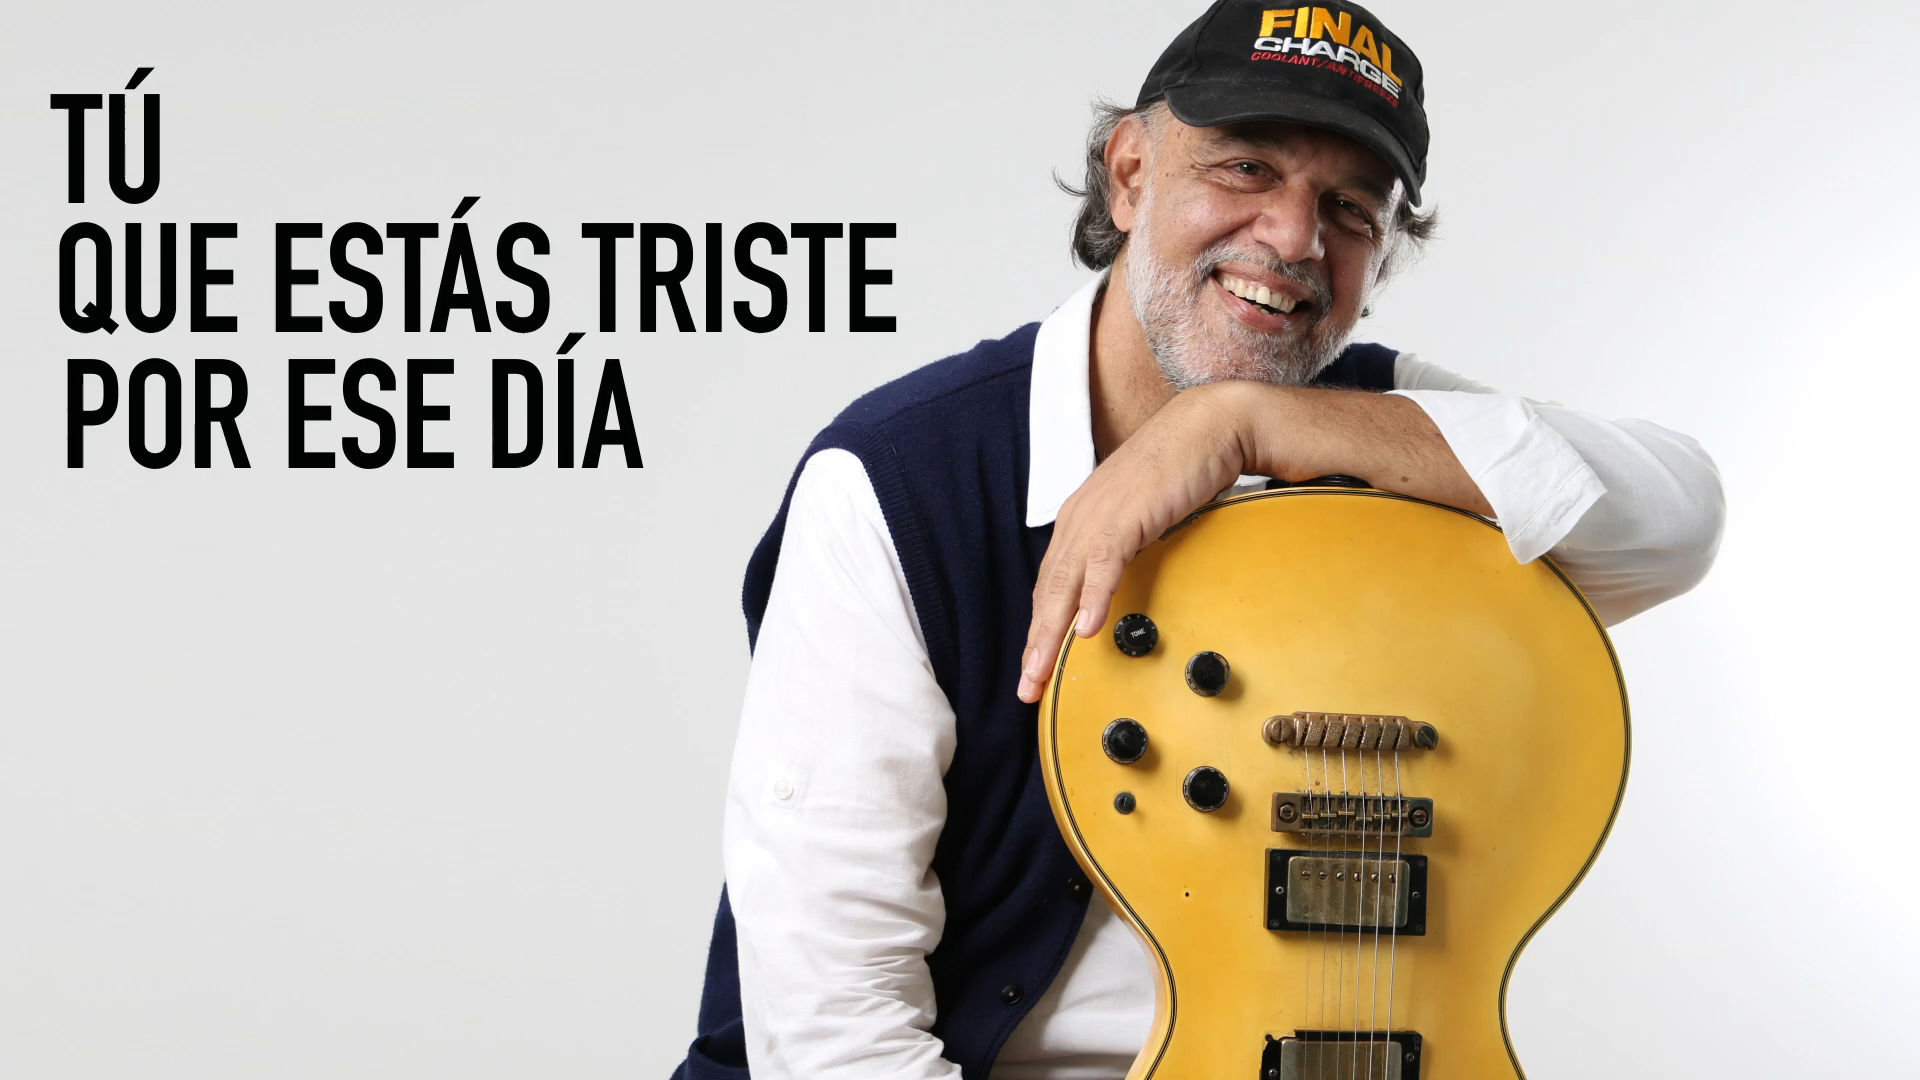 TÚ
QUE ESTÁS TRISTE
POR ESE DÍA
FINAL
CHARGE
COOLANT/ANTIFREEZE
TONE